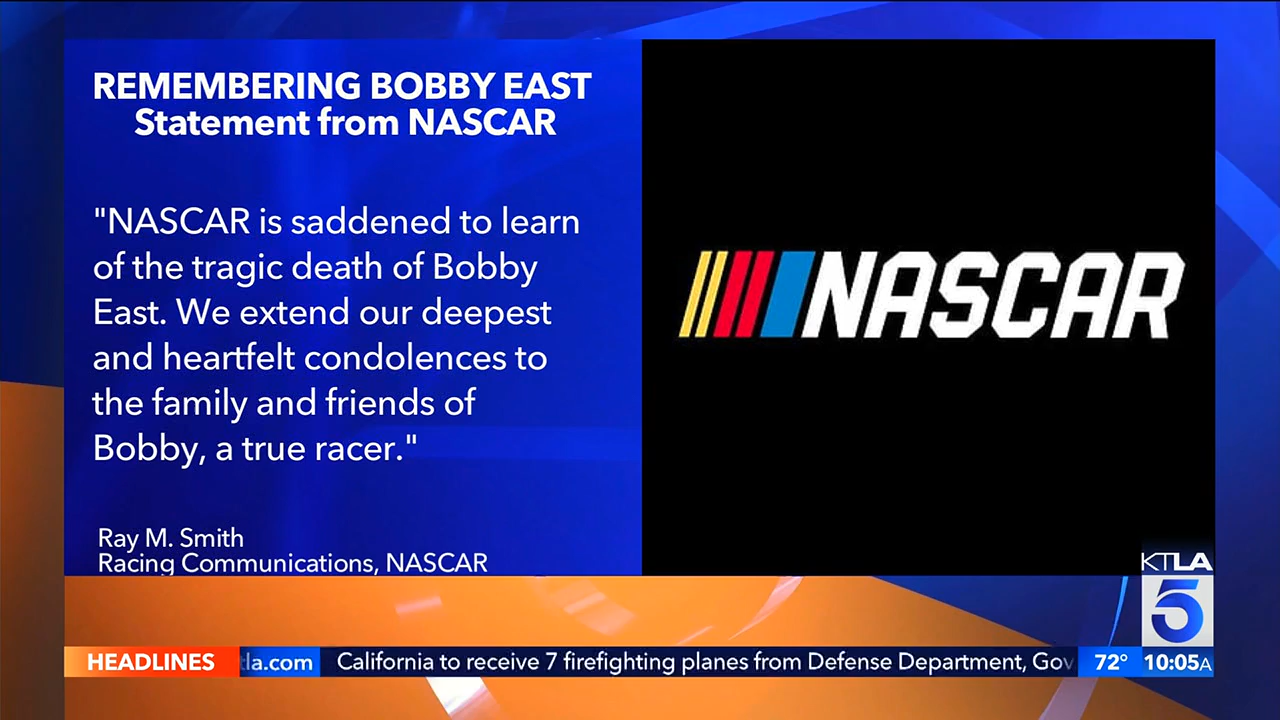 REMEMBERING BOBBY EAST
Statement from NASCAR
"NASCAR is saddened to learn
of the tragic death of Bobby
East. We extend our deepest
and heartfelt condolences to
the family and friends of
Bobby, a true racer."
Ray M. Smith
Racing Communications, NASCAR
NASCAR
KTLA
5
HEADLINES
tla.com California to receive 7 firefighting planes from Defense Department, Gov
72° 10:05A